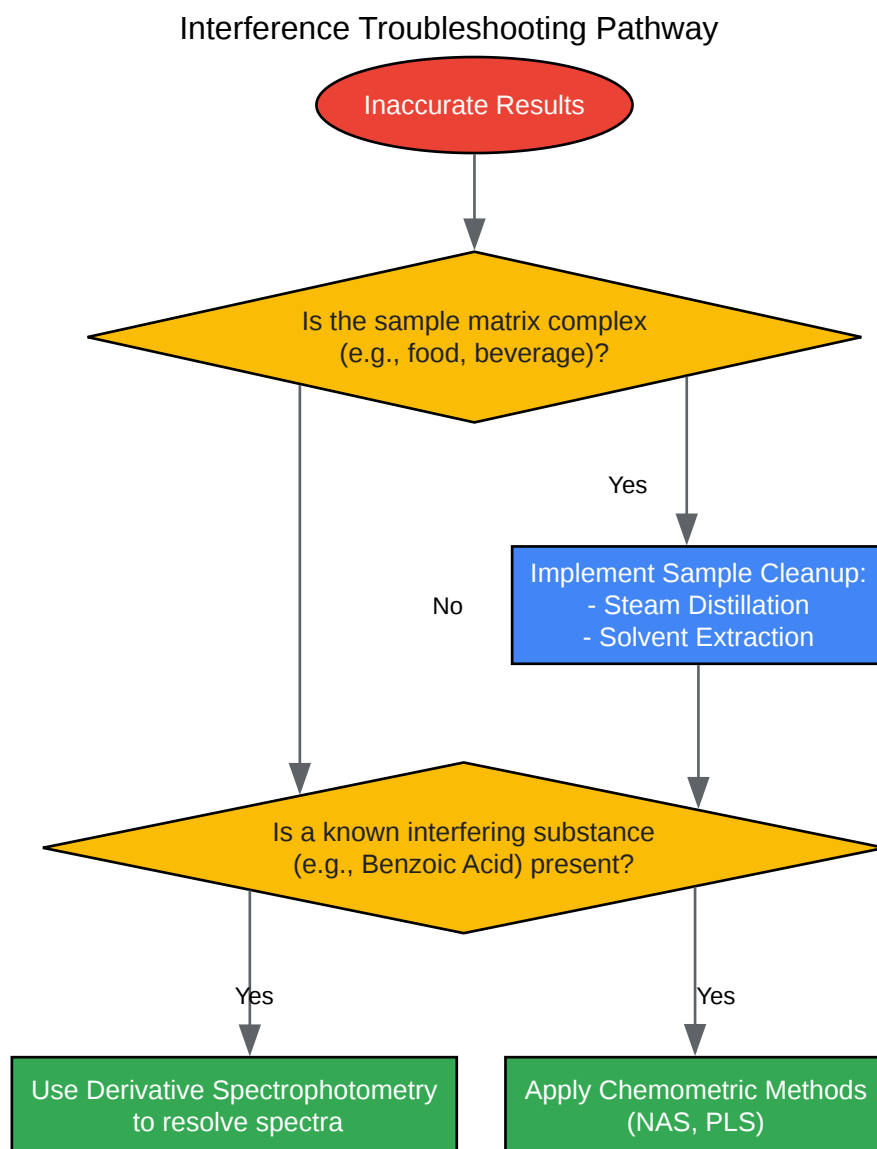 Interference Troubleshooting Pathway
Inaccurate Results
Is the sample matrix complex
(e.g., food, beverage)?
Yes
Implement Sample Cleanup:
- Steam Distillation
- Solvent Extraction
No
Is a known interfering substance
(e.g., Benzoic Acid) present?
Yes
Yes
Use Derivative Spectrophotometry
to resolve spectra
Apply Chemometric Methods
(NAS, PLS)